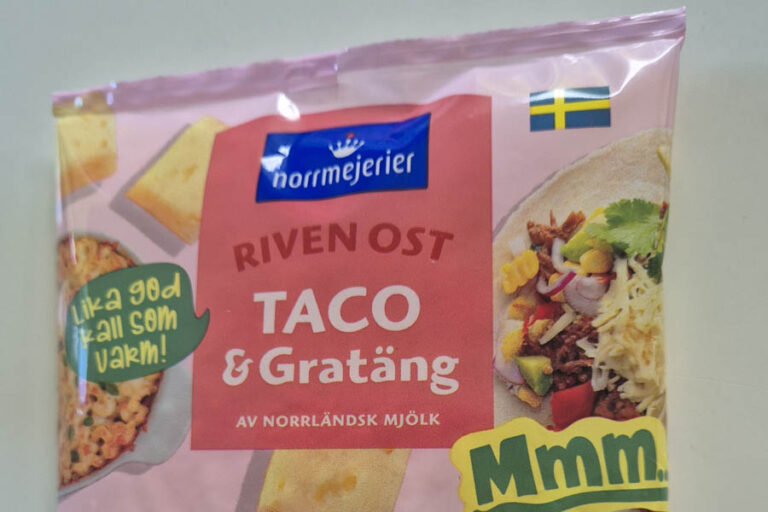 norrmejerier
RIVEN OST
TACO
& Gratäng
AV NORRLÄNDSK MJÖLK
Lika god
kall som
varm!
Mmm..